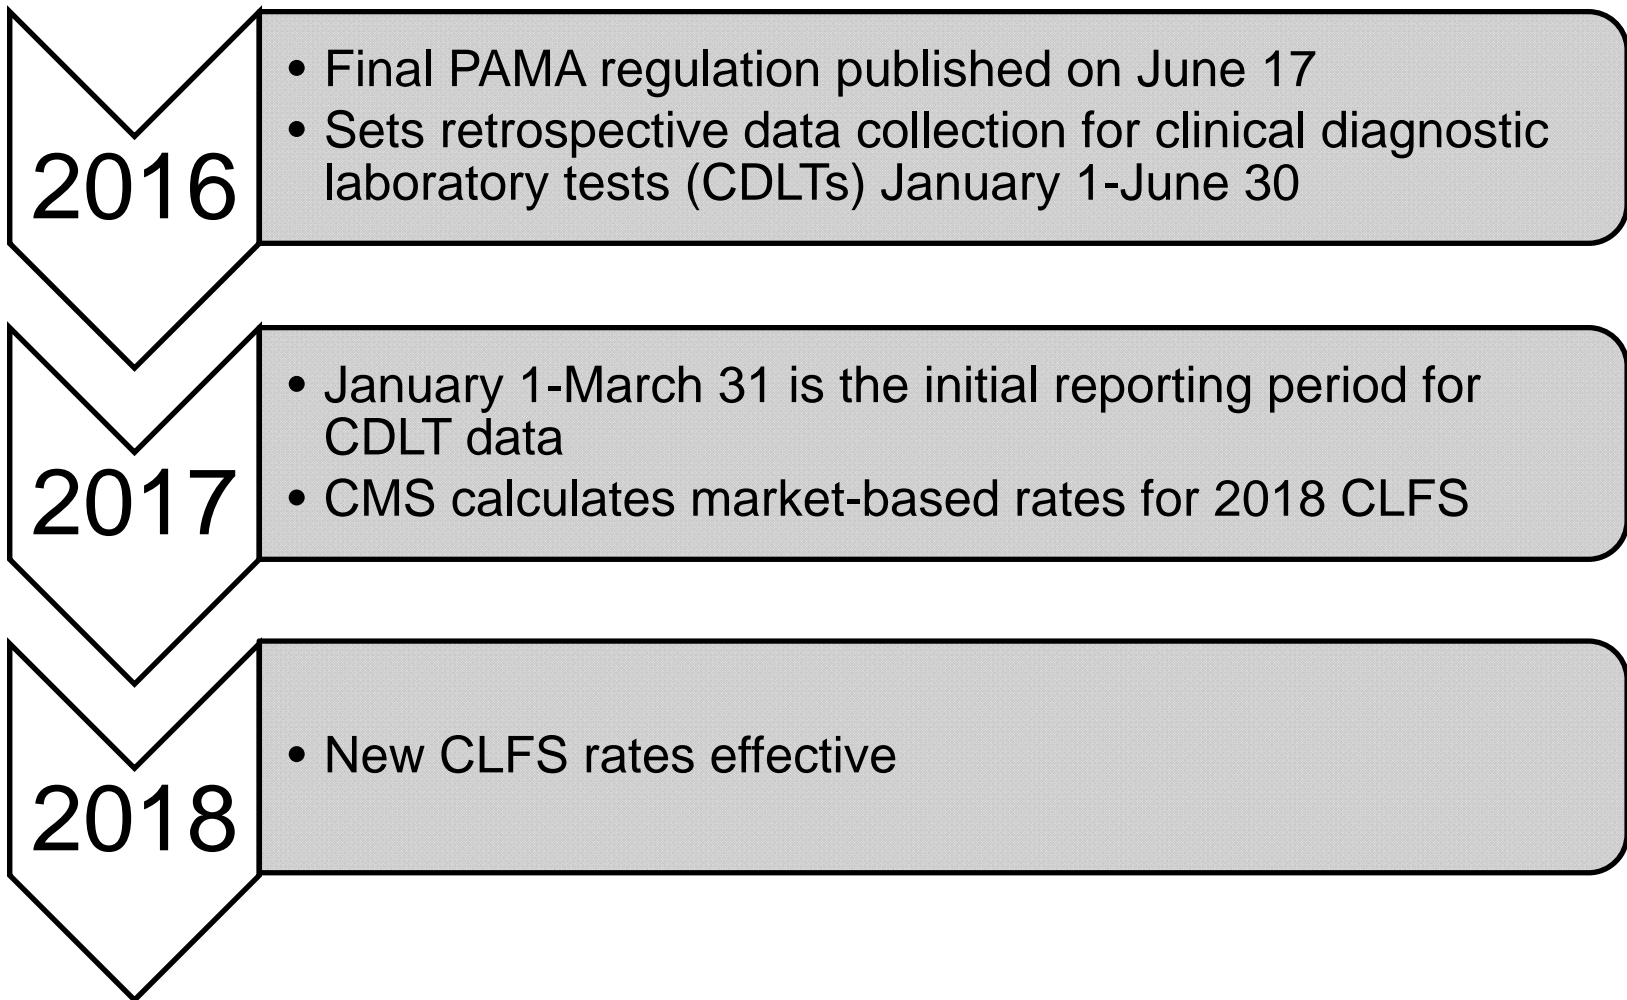 2016
• Final PAMA regulation published on June 17
• Sets retrospective data collection for clinical diagnostic
laboratory tests (CDLTs) January 1-June 30
2017
• January 1-March 31 is the initial reporting period for
CDLT data
• CMS calculates market-based rates for 2018 CLFS
2018
• New CLFS rates effective